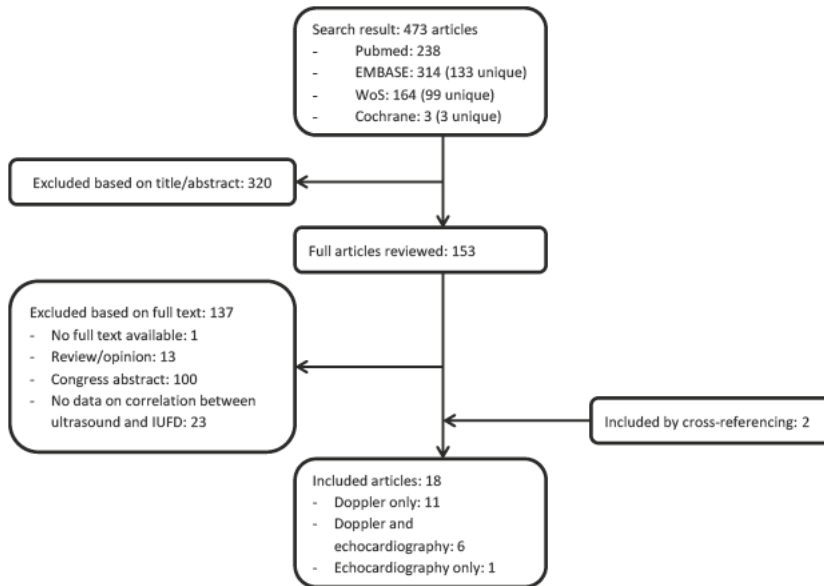 Search result: 473 articles
- Pubmed: 238
- EMBASE: 314 (133 unique)
- WoS: 164 (99 unique)
- Cochrane: 3 (3 unique)
Excluded based on title/abstract: 320
Full articles reviewed: 153
Excluded based on full text: 137
- No full text available: 1
- Review/opinion: 13
- Congress abstract: 100
- No data on correlation between
ultrasound and IUFD: 23
Included by cross-referencing: 2
Included articles: 18
- Doppler only: 11
- Doppler and
echocardiography: 6
- Echocardiography only: 1